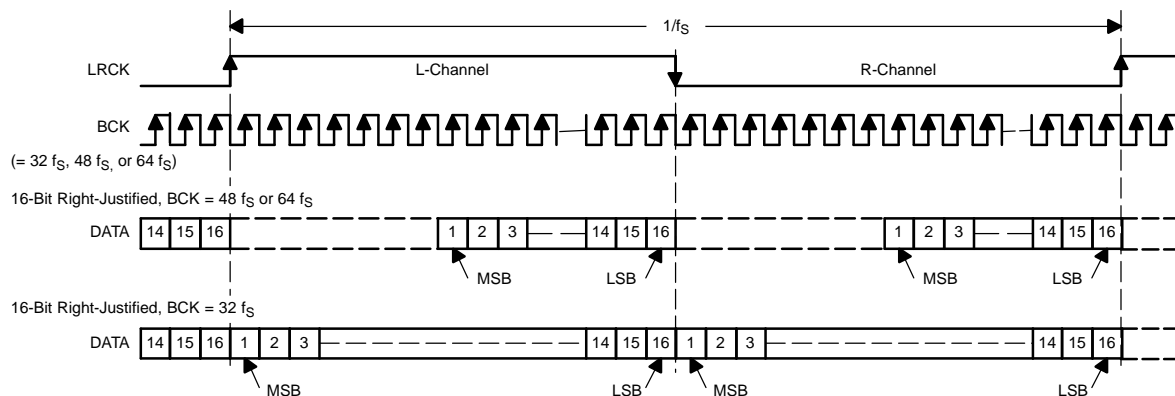 1/fS
LRCK L-Channel R-Channel
BCK
(= 32 fS, 48 fS, or 64 fS)
16-Bit Right-Justified, BCK = 48 fS or 64 fS
DATA 14 15 16 1 2 3 14 15 16 1 2 3 14 15 16
MSB LSB MSB LSB
16-Bit Right-Justified, BCK = 32 fS
DATA 14 15 16 1 2 3 14 15 16 1 2 3 14 15 16
MSB LSB MSB LSB